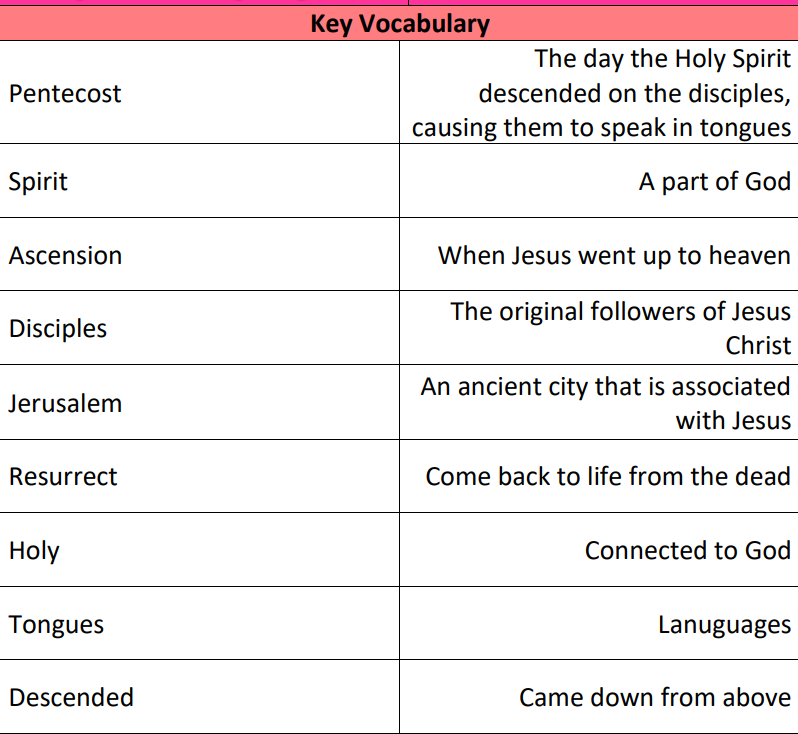 Key Vocabulary
Pentecost
The day the Holy Spirit
descended on the disciples,
causing them to speak in tongues
Spirit
A part of God
Ascension
When Jesus went up to heaven
Disciples
The original followers of Jesus
Christ
Jerusalem
An ancient city that is associated
with Jesus
Resurrect
Come back to life from the dead
Holy
Connected to God
Tongues
Lanuguages
Descended
Came down from above